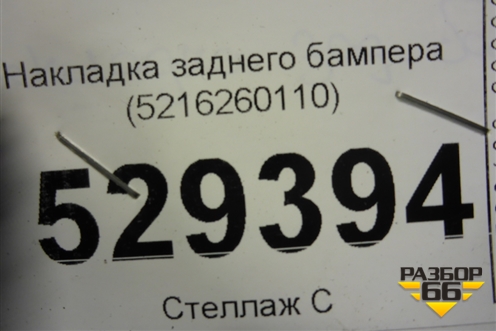 Накладка заднего бампера
(5216260110)
529394
Стеллаж С
РАЗБОР
66